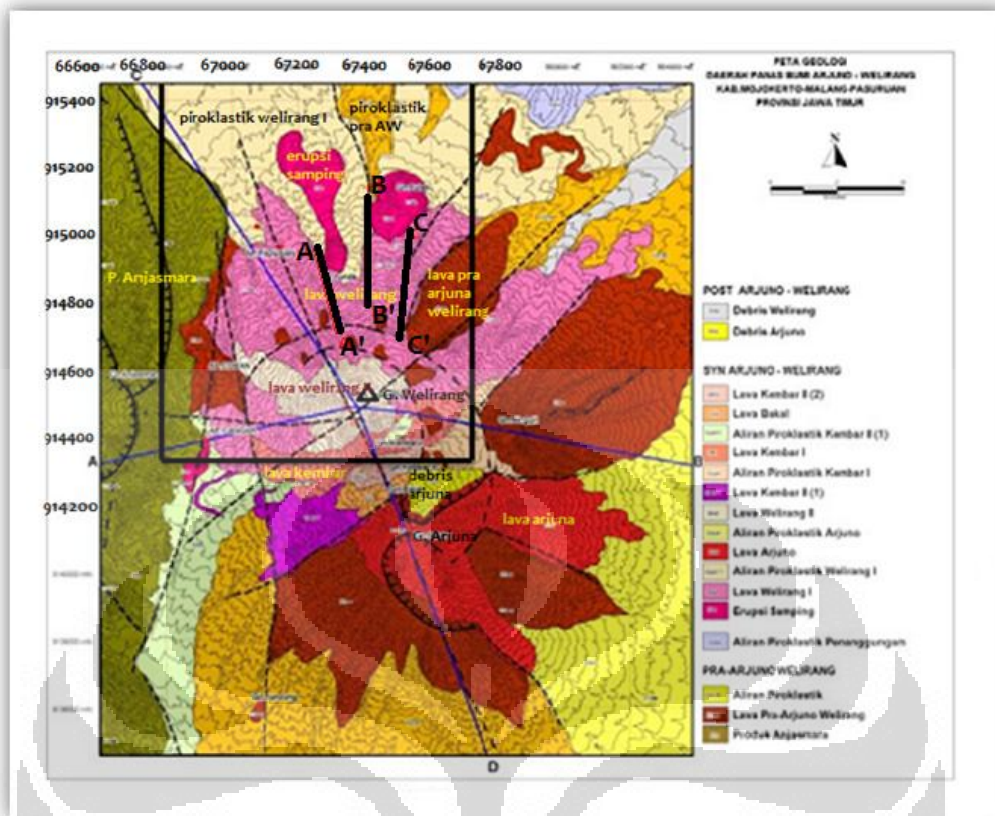 PETA GEOLOGI
DAERAH PANAS BUMI ARJUNO - WELIRANG
KAB.MOJOKERTO-MALANG-PASURUAN
PROVINSI JAWA TIMUR
N
66600 66800 67000 67200 67400 67600 67800
C
915400
915200
915000
914800
914600
914400
914200
piroklastik welirang I
piroklastik
pra AW
erupsi
samping
B
C
A
P. Anjasmara
lava welirang
lava pra
arjuna
welirang
B'
A'
C'
lava welirang
G. Welirang
A
B
lava kembar
debris
arjuna
lava arjuna
G. Arjuna
D
POST ARJUNO - WELIRANG
Debris Welirang
Debris Arjuno
SYN ARJUNO - WELIRANG
Lava Kembar II (2)
Lava Bakal
Aliran Piroklastik Kembar II (1)
Lava Kembar I
Aliran Piroklastik Kembar I
Lava Kembar II (1)
Lava Welirang II
Aliran Piroklastik Arjuno
Lava Arjuno
Aliran Piroklastik Welirang I
Lava Welirang I
Erupsi Samping
Aliran Piroklastik Penanggungan
PRA-ARJUNO WELIRANG
Aliran Piroklastik
Lava Pra-Arjuno Welirang
Produk Anjasmara